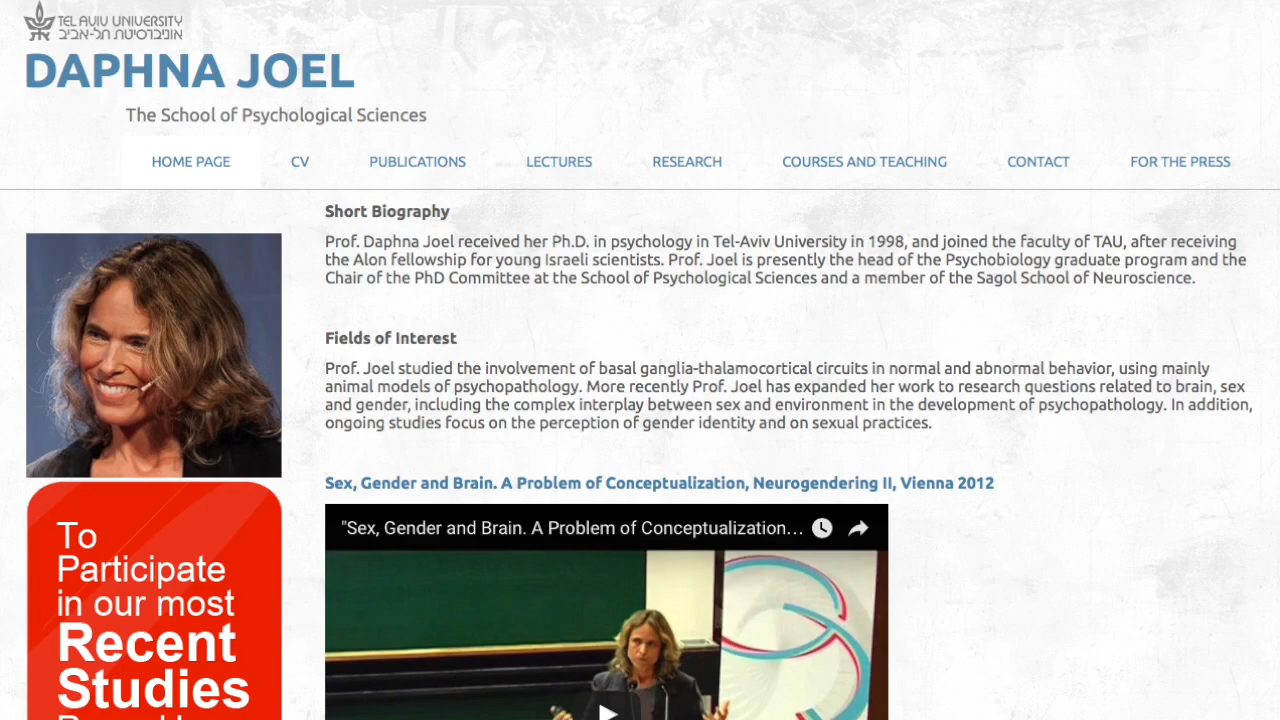 TEL AVIV UNIVERSITY
אוניברסיטת תל-אביב
DAPHNA JOEL
The School of Psychological Sciences
HOME PAGE CV PUBLICATIONS LECTURES RESEARCH COURSES AND TEACHING CONTACT FOR THE PRESS
Short Biography
Prof. Daphna Joel received her Ph.D. in psychology in Tel-Aviv University in 1998, and joined the faculty of TAU, after receiving
the Alon fellowship for young Israeli scientists. Prof. Joel is presently the head of the Psychobiology graduate program and the
Chair of the PhD Committee at the School of Psychological Sciences and a member of the Sagol School of Neuroscience.
Fields of Interest
Prof. Joel studied the involvement of basal ganglia-thalamocortical circuits in normal and abnormal behavior, using mainly
animal models of psychopathology. More recently Prof. Joel has expanded her work to research questions related to brain, sex
and gender, including the complex interplay between sex and environment in the development of psychopathology. In addition,
ongoing studies focus on the perception of gender identity and on sexual practices.
Sex, Gender and Brain. A Problem of Conceptualization, Neurogendering II, Vienna 2012
"Sex, Gender and Brain. A Problem of Conceptualization...
To
Participate
in our most
Recent
Studies